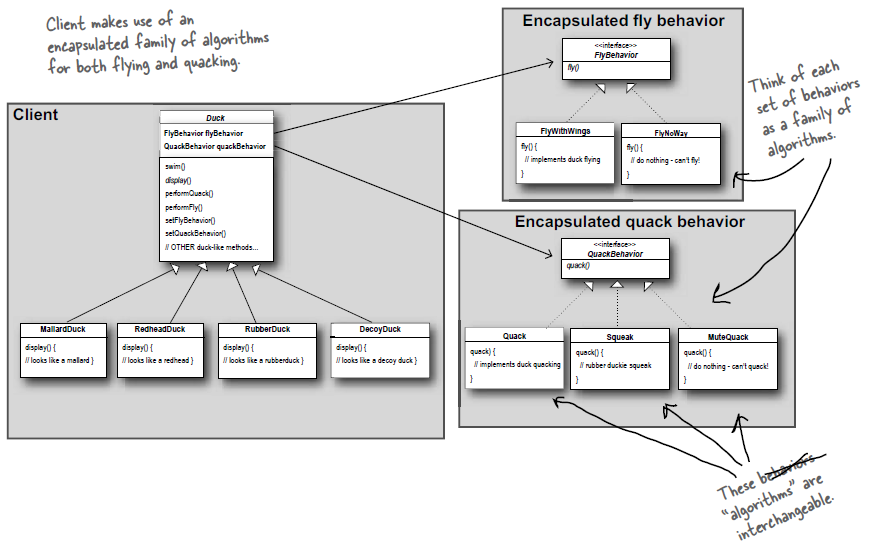 Client makes use of an
encapsulated family of algorithms
for both flying and quacking.
Client
Duck
FlyBehavior flyBehavior
QuackBehavior quackBehavior
swim()
display()
performQuack()
performFly()
setFlyBehavior()
setQuackBehavior()
// OTHER duck-like methods...
MallardDuck
display() {
// looks like a mallard }
RedheadDuck
display() {
// looks like a redhead }
RubberDuck
display() {
// looks like a rubberduck }
DecoyDuck
display() {
// looks like a decoy duck }
Encapsulated fly behavior
<<interface>>
FlyBehavior
fly()
FlyWithWings
fly() {
// implements duck flying
}
FlyNoWay
fly() {
// do nothing - can't fly!
}
Think of each
set of behaviors
as a family of
algorithms.
Encapsulated quack behavior
<<interface>>
QuackBehavior
quack()
Quack
quack) {
// implements duck quacking
}
Squeak
quack() {
// rubber duckie squeak
}
MuteQuack
quack() {
// do nothing - can't quack!
}
These behaviors
“algorithms” are
interchangeable.